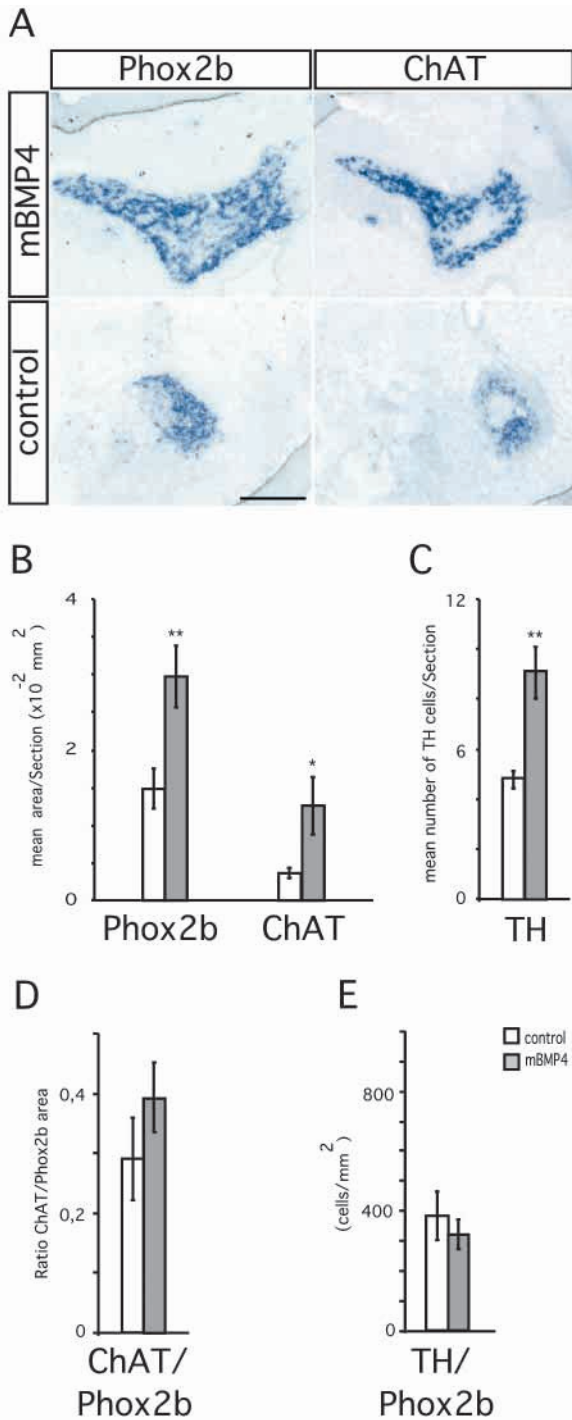 A
Phox2b ChAT
mBMP4
control
B
mean area/Section (x10⁻² mm²)
4
2
0
**
*
Phox2b ChAT
C
mean number of TH cells/Section
12
6
0
**
TH
D
Ratio ChAT/Phox2b area
0,4
0,2
0
ChAT/
Phox2b
E
control
mBMP4
(cells/mm²)
800
400
0
TH/
Phox2b